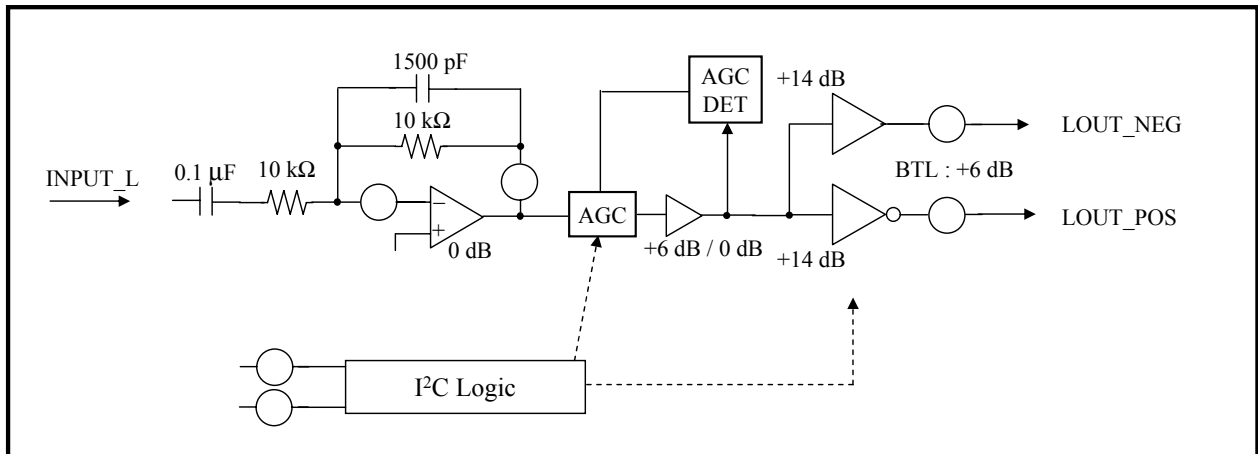 1500 pF
10 kΩ
INPUT_L
0.1 μF
10 kΩ
−
+
0 dB
AGC
AGC
DET
+6 dB / 0 dB
+14 dB
+14 dB
LOUT_NEG
BTL : +6 dB
LOUT_POS
I²C Logic